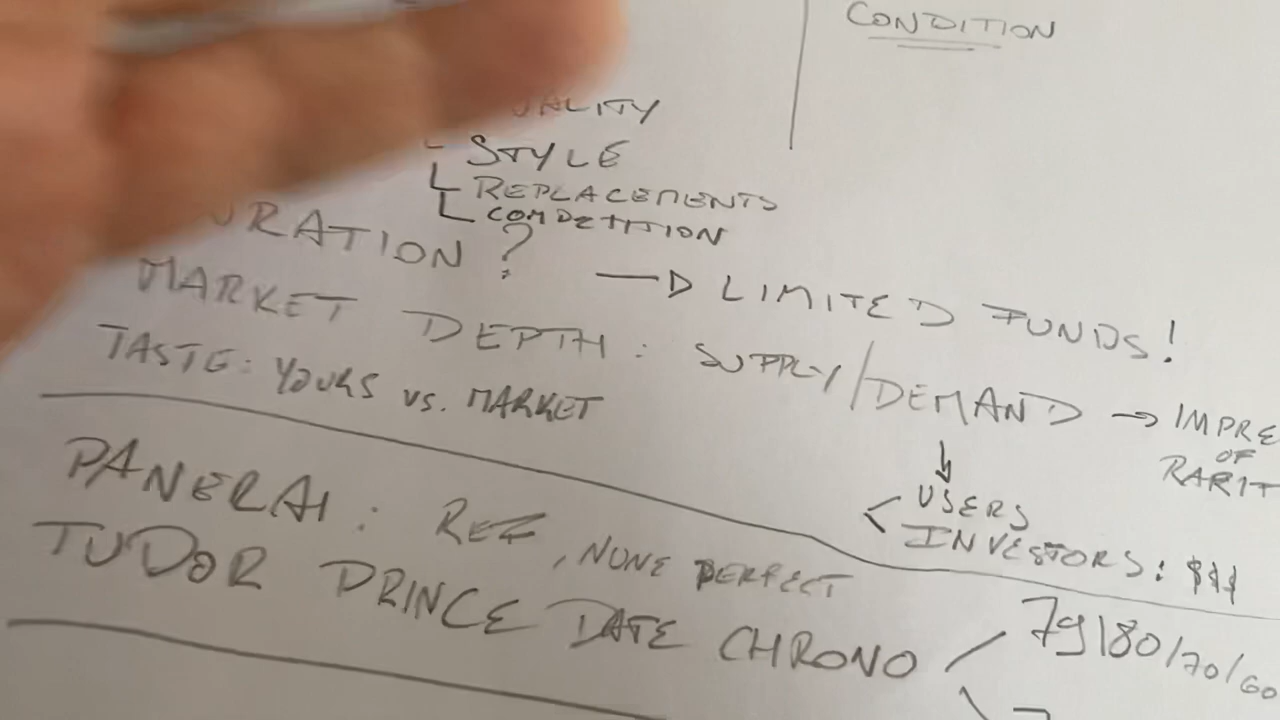 CONDITION
STYLE
REPLACEMENTS
COMPETITION
? → LIMITED FUNDS!
MARKET DEPTH: SUPPLY/DEMAND → IMPRE
OF
RARIT
TASTE: YOURS VS. MARKET
USERS
INVESTORS: $$$
PANERAI: REF, NONE PERFECT
TUDOR PRINCE DATE CHRONO 79180/70/60